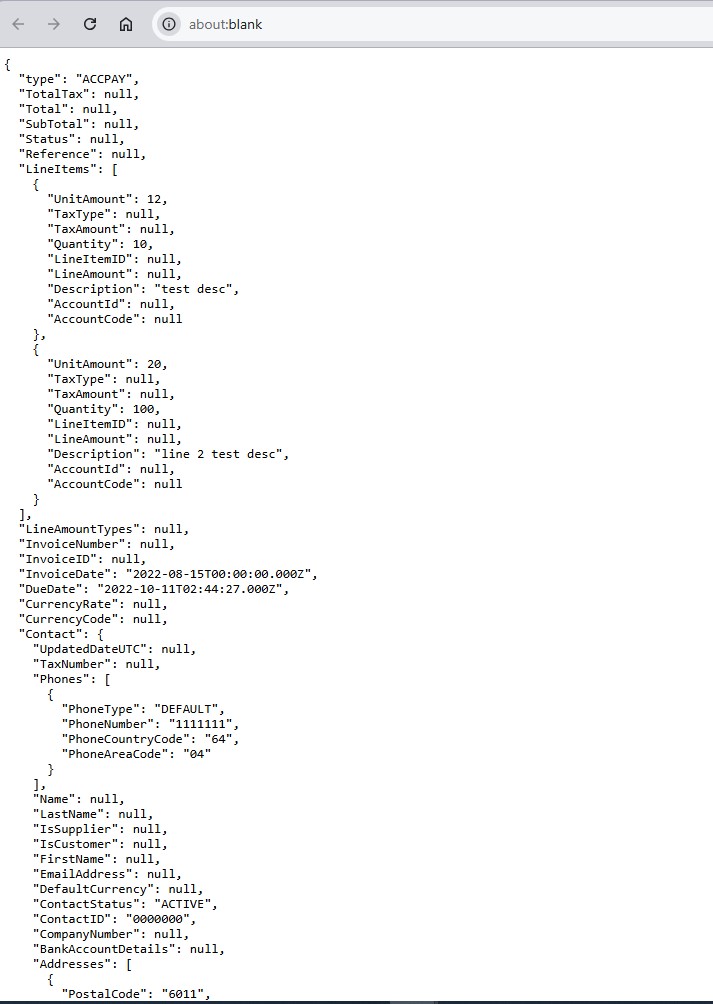 about:blank
{
  "type": "ACCPAY",
  "TotalTax": null,
  "Total": null,
  "SubTotal": null,
  "Status": null,
  "Reference": null,
  "LineItems": [
    {
      "UnitAmount": 12,
      "TaxType": null,
      "TaxAmount": null,
      "Quantity": 10,
      "LineItemID": null,
      "LineAmount": null,
      "Description": "test desc",
      "AccountId": null,
      "AccountCode": null
    },
    {
      "UnitAmount": 20,
      "TaxType": null,
      "TaxAmount": null,
      "Quantity": 100,
      "LineItemID": null,
      "LineAmount": null,
      "Description": "line 2 test desc",
      "AccountId": null,
      "AccountCode": null
    }
  ],
  "LineAmountTypes": null,
  "InvoiceNumber": null,
  "InvoiceID": null,
  "InvoiceDate": "2022-08-15T00:00:00.000Z",
  "DueDate": "2022-10-11T02:44:27.000Z",
  "CurrencyRate": null,
  "CurrencyCode": null,
  "Contact": {
    "UpdatedDateUTC": null,
    "TaxNumber": null,
    "Phones": [
      {
        "PhoneType": "DEFAULT",
        "PhoneNumber": "1111111",
        "PhoneCountryCode": "64",
        "PhoneAreaCode": "04"
      }
    ],
    "Name": null,
    "LastName": null,
    "IsSupplier": null,
    "IsCustomer": null,
    "FirstName": null,
    "EmailAddress": null,
    "DefaultCurrency": null,
    "ContactStatus": "ACTIVE",
    "ContactID": "0000000",
    "CompanyNumber": null,
    "BankAccountDetails": null,
    "Addresses": [
      {
        "PostalCode": "6011",